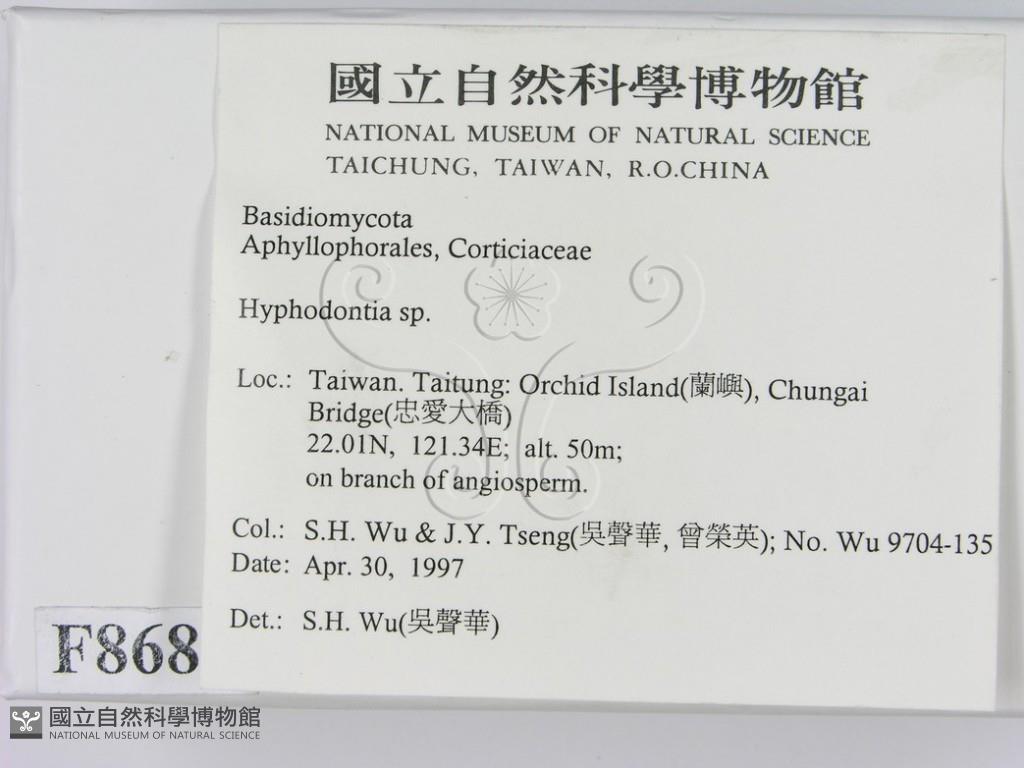 國立自然科學博物館
NATIONAL MUSEUM OF NATURAL SCIENCE
TAICHUNG, TAIWAN, R.O.CHINA
Basidiomycota
Aphyllophorales, Corticiaceae
Hyphodontia sp.
Loc.: Taiwan. Taitung: Orchid Island(蘭嶼), Chungai
Bridge(忠愛大橋)
22.01N, 121.34E; alt. 50m;
on branch of angiosperm.
Col.: S.H. Wu & J.Y. Tseng(吳聲華, 曾榮英); No. Wu 9704-135
Date: Apr. 30, 1997
Det.: S.H. Wu(吳聲華)
F868
國立自然科學博物館
NATIONAL MUSEUM OF NATURAL SCIENCE